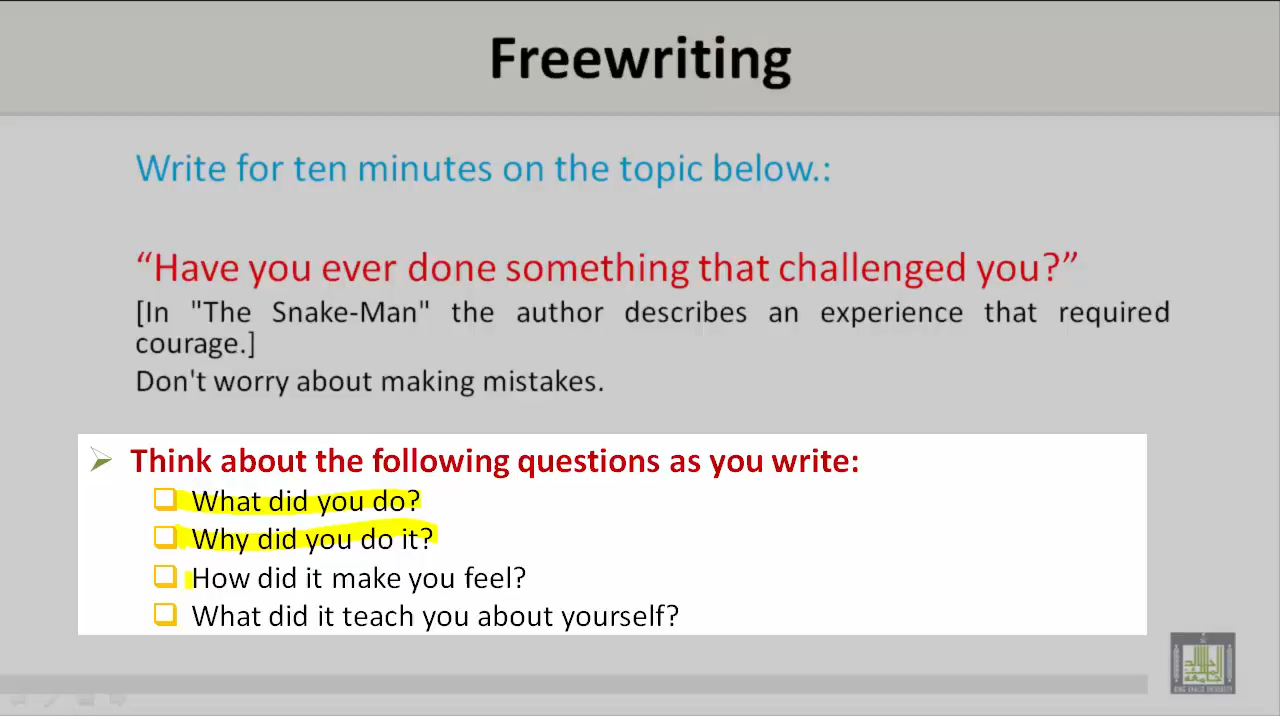 Freewriting
Write for ten minutes on the topic below.:
“Have you ever done something that challenged you?”
[In "The Snake-Man" the author describes an experience that required
courage.]
Don't worry about making mistakes.
Think about the following questions as you write:
What did you do?
Why did you do it?
How did it make you feel?
What did it teach you about yourself?